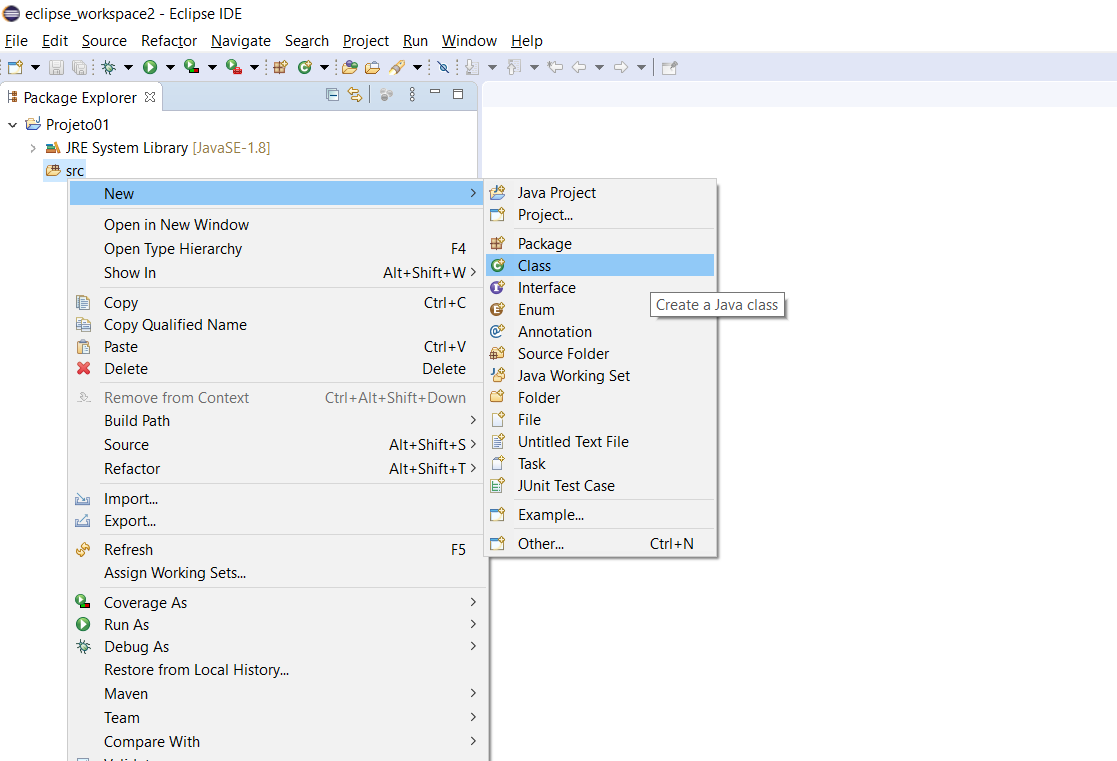 eclipse_workspace2 - Eclipse IDE
File Edit Source Refactor Navigate Search Project Run Window Help
Package Explorer
Projeto01
JRE System Library [JavaSE-1.8]
src
New
Open in New Window
Open Type Hierarchy F4
Show In Alt+Shift+W
Copy Ctrl+C
Copy Qualified Name
Paste Ctrl+V
Delete Delete
Remove from Context Ctrl+Alt+Shift+Down
Build Path
Source Alt+Shift+S
Refactor Alt+Shift+T
Import...
Export...
Refresh F5
Assign Working Sets...
Coverage As
Run As
Debug As
Restore from Local History...
Maven
Team
Compare With
Java Project
Project...
Package
Class
Interface
Enum
Annotation
Source Folder
Java Working Set
Folder
File
Untitled Text File
Task
JUnit Test Case
Example...
Other... Ctrl+N
Create a Java class